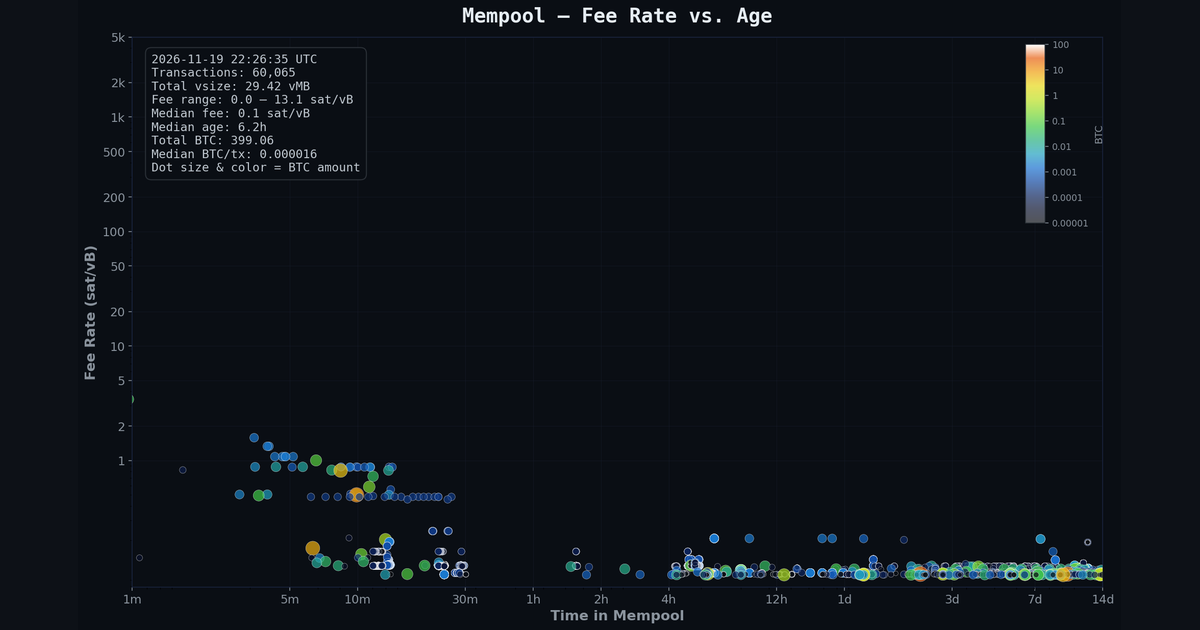 Mempool — Fee Rate vs. Age
5k
2k
1k
500
200
100
50
20
10
5
2
1
Fee Rate (sat/vB)
2026-11-19 22:26:35 UTC
Transactions: 60,065
Total vsize: 29.42 vMB
Fee range: 0.0 — 13.1 sat/vB
Median fee: 0.1 sat/vB
Median age: 6.2h
Total BTC: 399.06
Median BTC/tx: 0.000016
Dot size & color = BTC amount
100
10
1
0.1
0.01
0.001
0.0001
0.00001
BTC
1m
5m
10m
30m
1h
2h
4h
12h
1d
3d
7d
14d
Time in Mempool